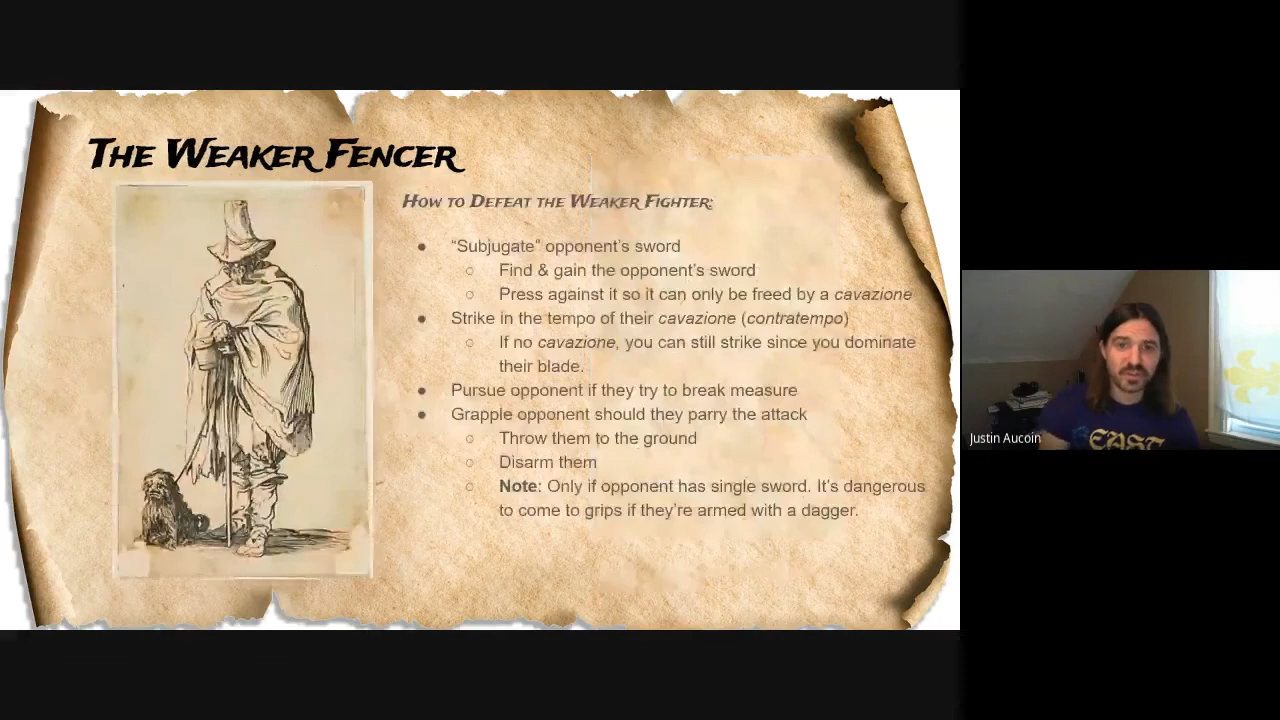 The Weaker Fencer
How to Defeat the Weaker Fighter:
● “Subjugate” opponent’s sword
○ Find & gain the opponent’s sword
○ Press against it so it can only be freed by a cavazione
● Strike in the tempo of their cavazione (contratempo)
○ If no cavazione, you can still strike since you dominate
their blade.
● Pursue opponent if they try to break measure
● Grapple opponent should they parry the attack
○ Throw them to the ground
○ Disarm them
○ Note: Only if opponent has single sword. It’s dangerous
to come to grips if they’re armed with a dagger.
Justin Aucoin
EAST